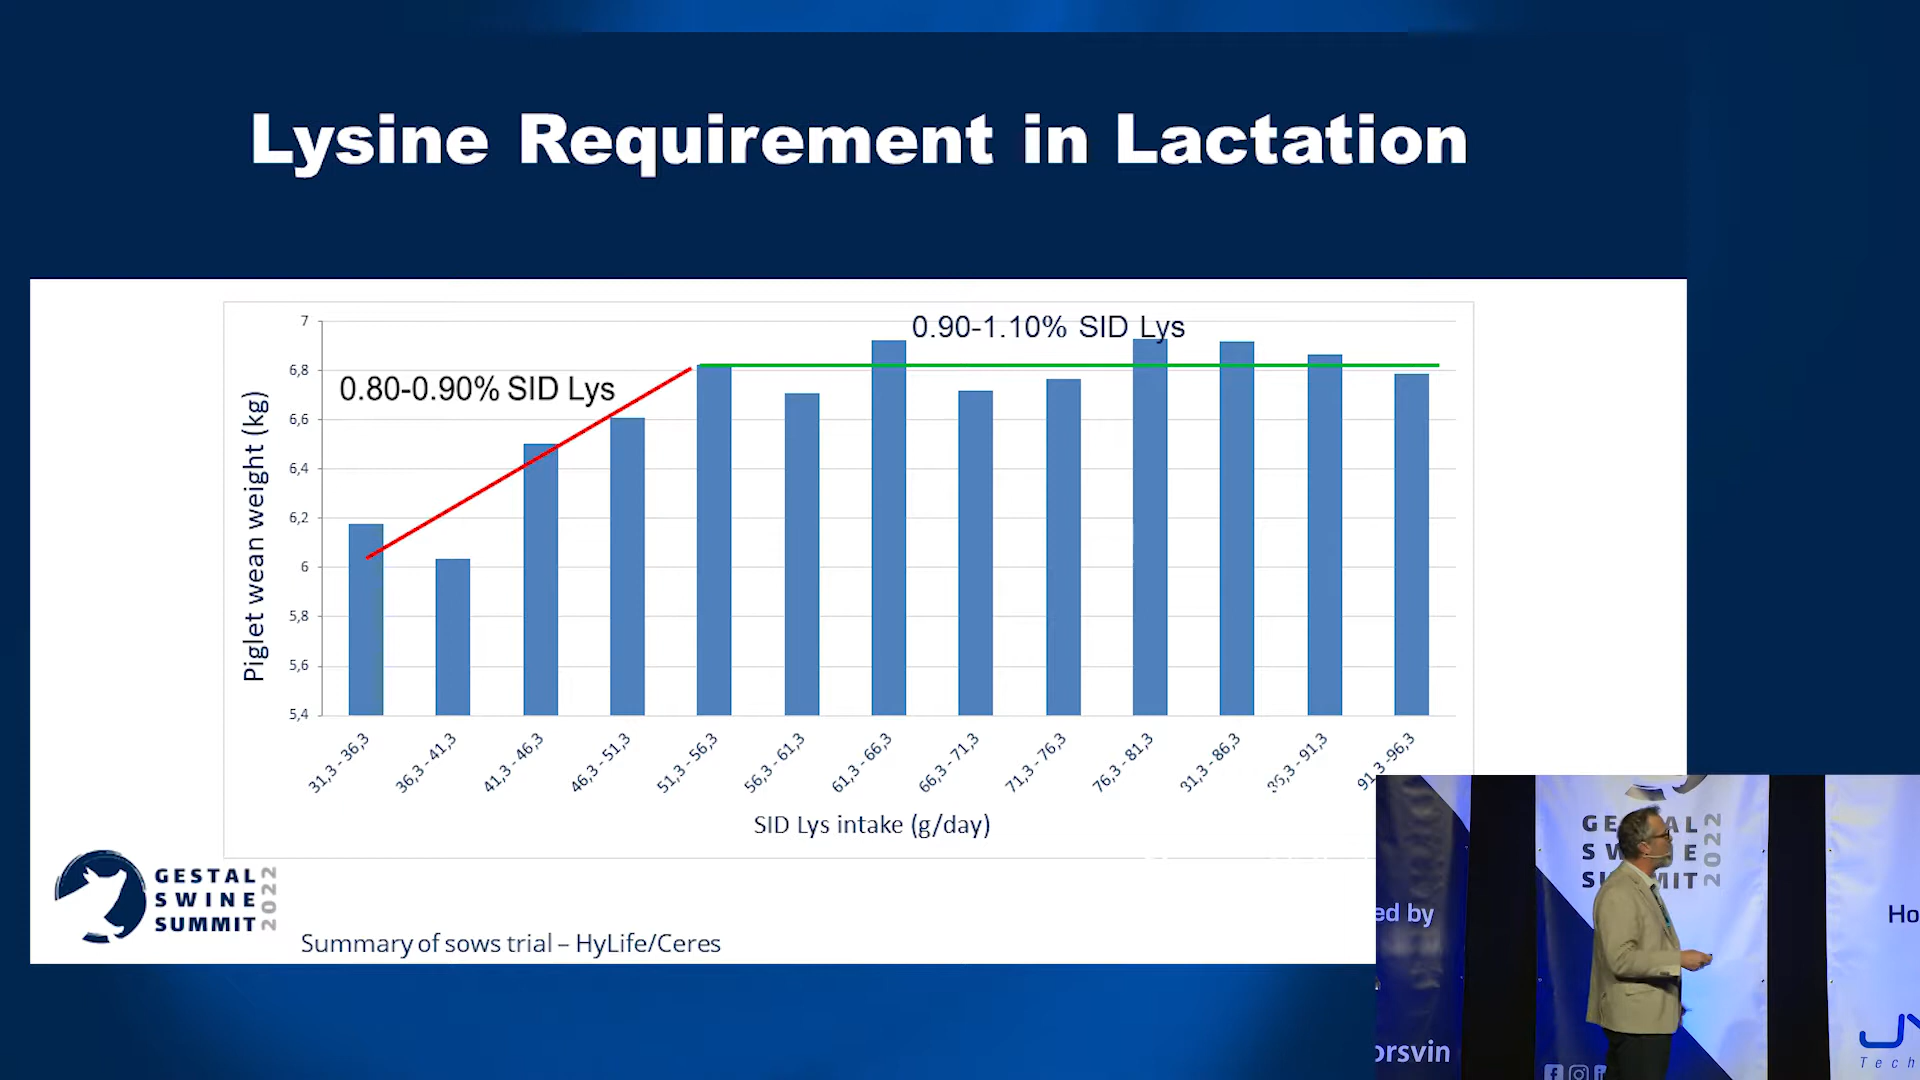 Lysine Requirement in Lactation
0.90-1.10% SID Lys
0.80-0.90% SID Lys
Piglet wean weight (kg)
7
6,8
6,6
6,4
6,2
6
5,8
5,6
5,4
31,3 - 36,3
36,3 - 41,3
41,3 - 46,3
46,3 - 51,3
51,3 - 56,3
56,3 - 61,3
61,3 - 66,3
66,3 - 71,3
71,3 - 76,3
76,3 - 81,3
81,3 - 86,3
86,3 - 91,3
91,3 -96,3
SID Lys intake (g/day)
GESTAL
SWINE
SUMMIT
2022
Summary of sows trial – HyLife/Ceres
2022
ed by
Ho
orsvin
Tech